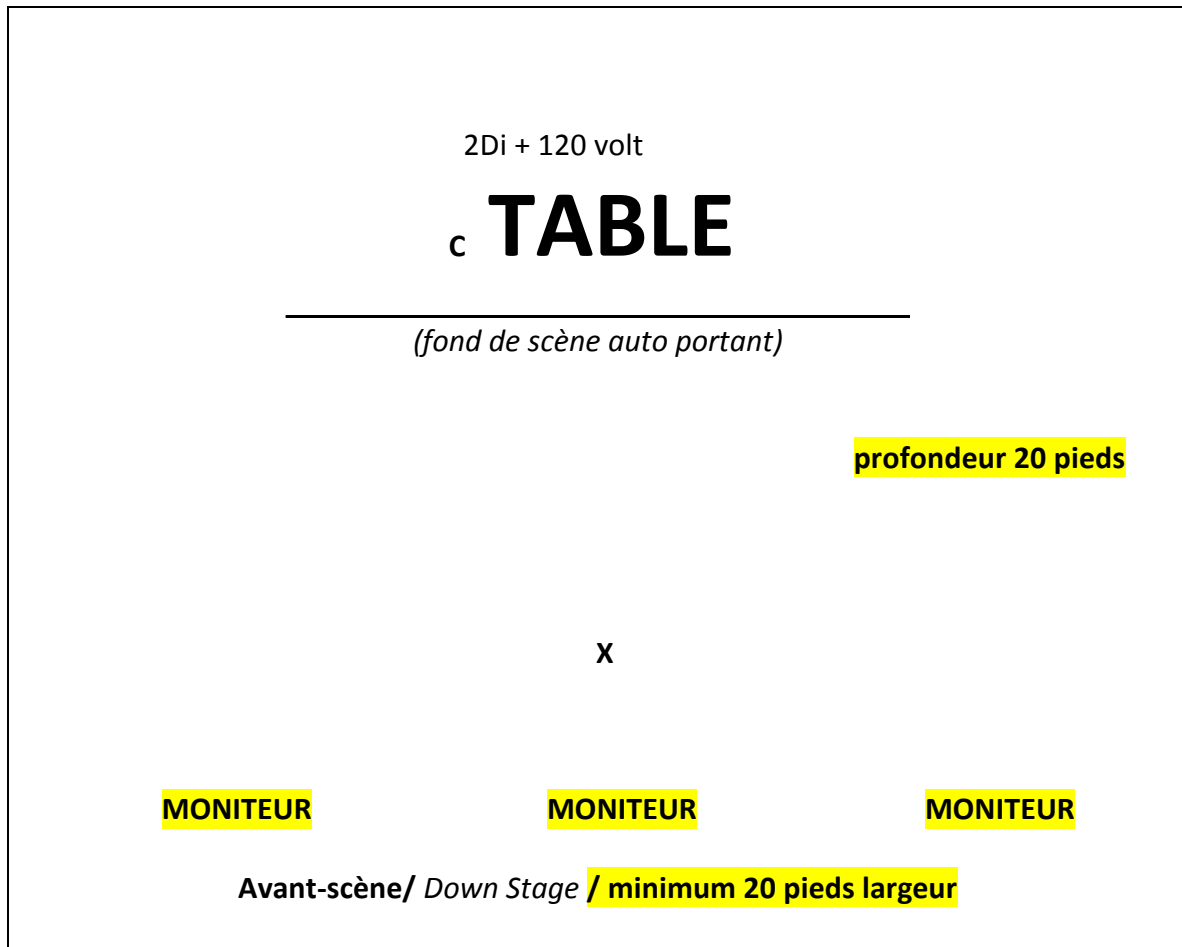 2Di + 120 volt
c TABLE
(fond de scène auto portant)
profondeur 20 pieds
X
MONITEUR MONITEUR MONITEUR
Avant-scène/ Down Stage / minimum 20 pieds largeur